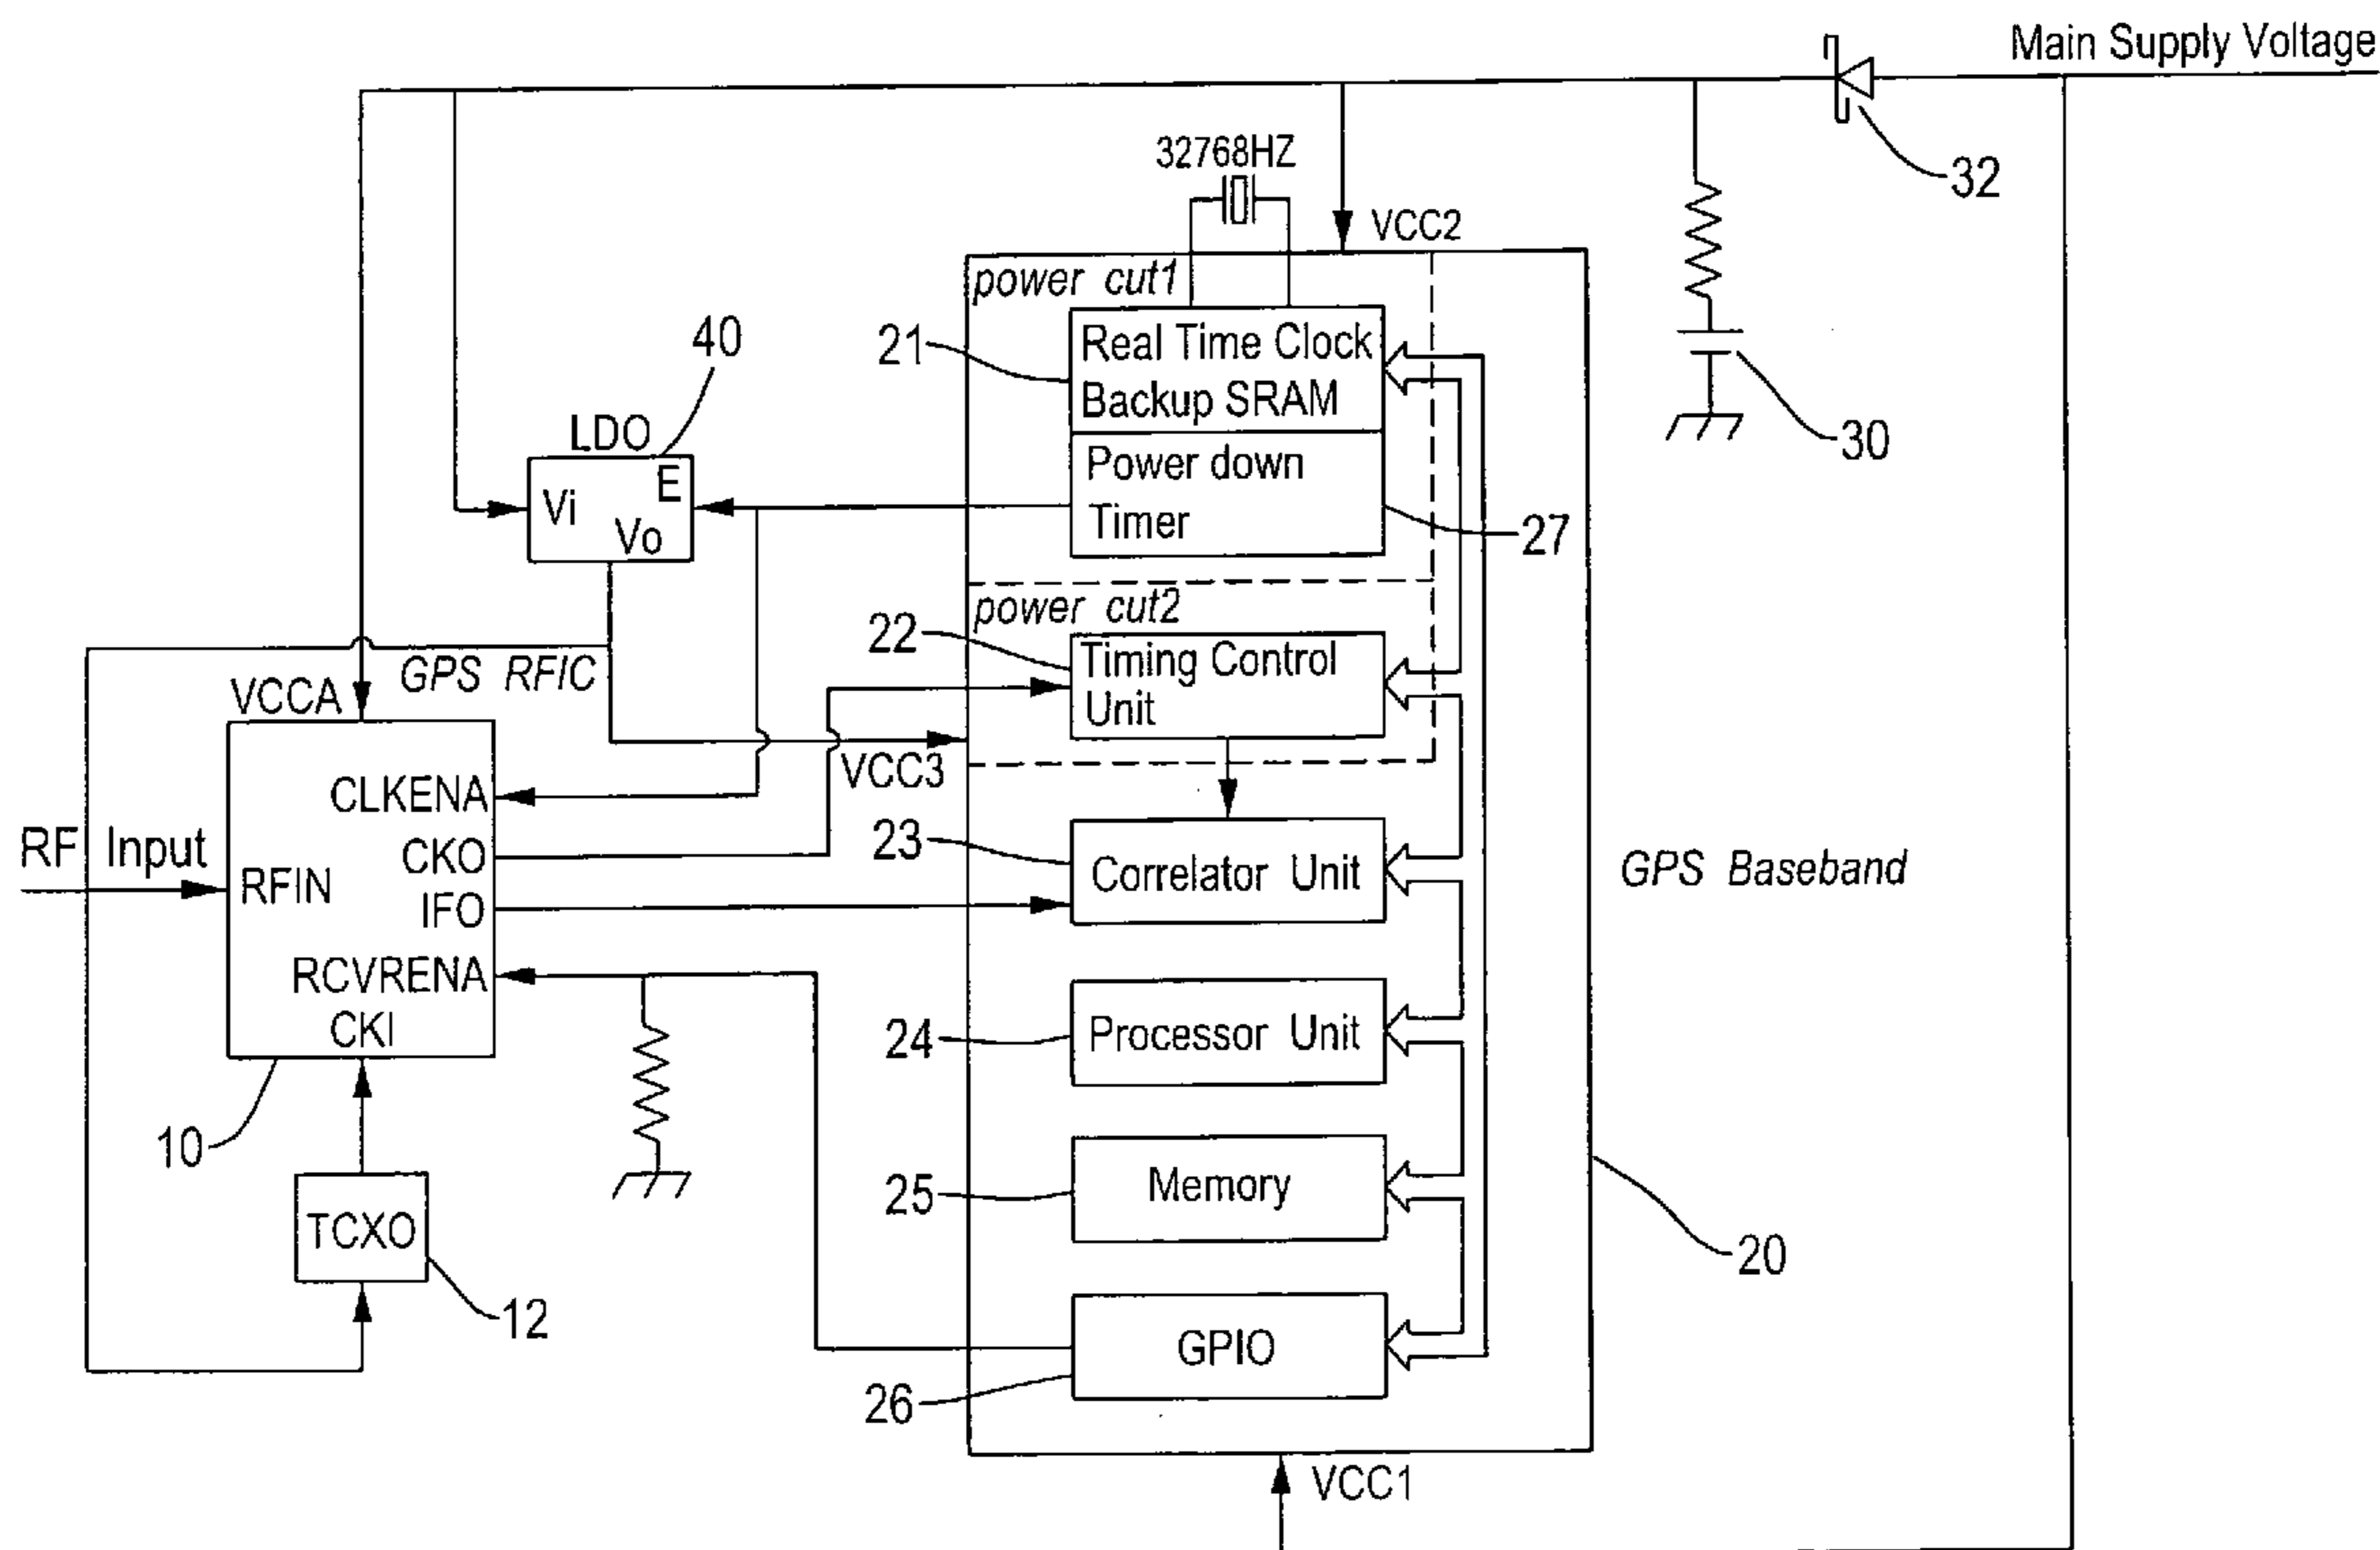 Main Supply Voltage
32
32768HZ
VCC2
power cut1
21
Real Time Clock
Backup SRAM
40
LDO
E
Vi
Vo
Power down
Timer
27
30
power cut2
22
Timing Control
Unit
GPS RFIC
VCCA
VCC3
CLKENA
23
RF Input
CKO
Correlator Unit
GPS Baseband
RFIN
IFO
RCVRENA
CKI
24
Processor Unit
10
25
Memory
TCXO
20
12
GPIO
26
VCC1